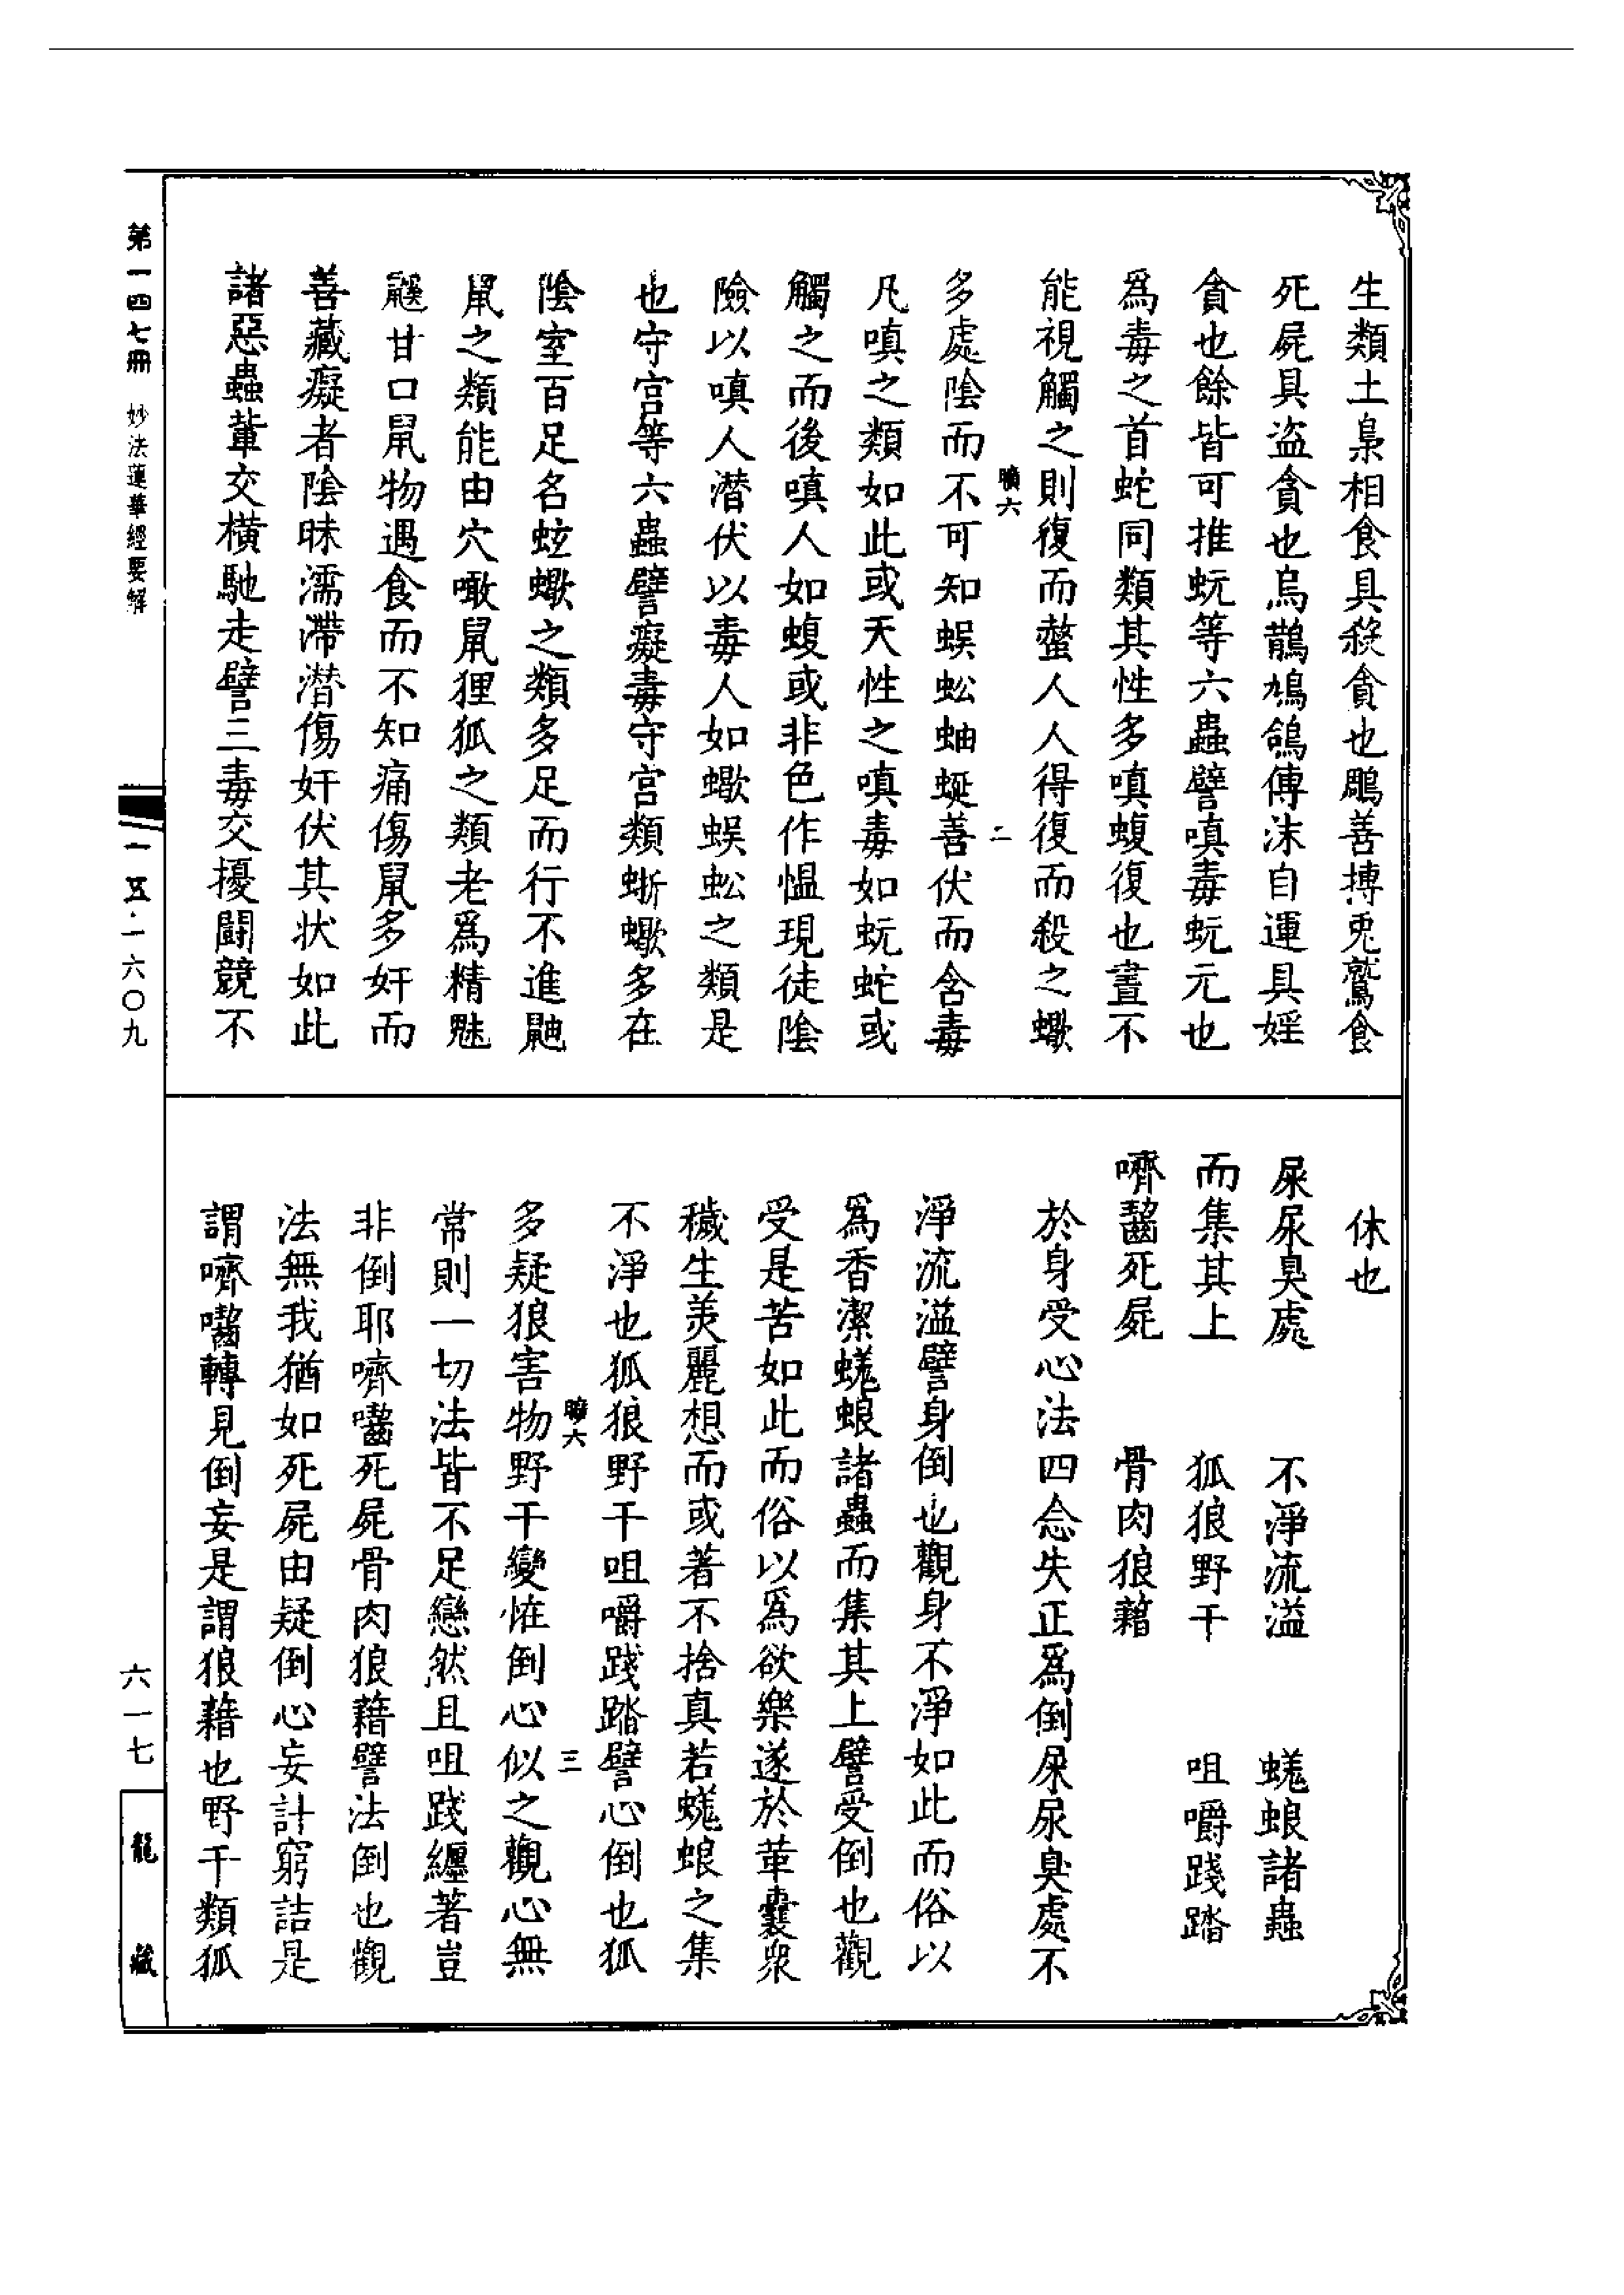 生類土梟相食具殺貪也鵰善搏兎鷲食
死屍具盜貪也烏鵲鳩鴿傳沫自運具婬
貪也餘皆可推蚖等六蟲譬嗔毒蚖元也
爲毒之首蛇同類其性多嗔蝮復也晝不
能視觸之則復而螫人人得復而殺之蠍
曠六
二
多處陰而不可知蜈蚣蚰蜒善伏而含毒
凡嗔之類如此或天性之嗔毒如蚖蛇或
觸之而後嗔人如蝮或非色作愠現徒陰
險以嗔人潛伏以毒人如蠍蜈蚣之類是
也守宮等六蟲譬癡毒守宮類蜥蠍多在
陰室百足名蚿蠍之類多足而行不進鼬
鼠之類能由穴噉鼠狸狐之類老爲精魅
鼷甘口鼠物遇食而不知痛傷鼠多奸而
善藏癡者陰昧濡滯潛傷奸伏其状如此
諸惡蟲輩交橫馳走譬三毒交擾鬪競不
休也
屎尿臭處 不淨流溢 蜣蜋諸蟲
而集其上 狐狼野干 咀嚼踐踏
嚌齧死屍 骨肉狼藉
於身受心法四念失正爲倒屎尿臭處不
淨流溢譬身倒也觀身不淨如此而俗以
爲香潔蜣蜋諸蟲而集其上譬受倒也觀
受是苦如此而俗以爲欲樂遂於革囊衆
穢生美麗想而或著不捨真若蜣蜋之集
不淨也狐狼野干咀嚼踐踏譬心倒也狐
曠六
三
多疑狼害物野干變恠倒心似之觀心無
常則一切法皆不足戀然且咀踐纏著豈
非倒耶嚌囓死屍骨肉狼藉譬法倒也觀
法無我猶如死屍由疑倒心妄計窮詰是
謂嚌囓轉見倒妄是謂狼藉也野干類狐
第一四七冊 妙法蓮華經要解
一五·一六〇九
六一七
龍藏